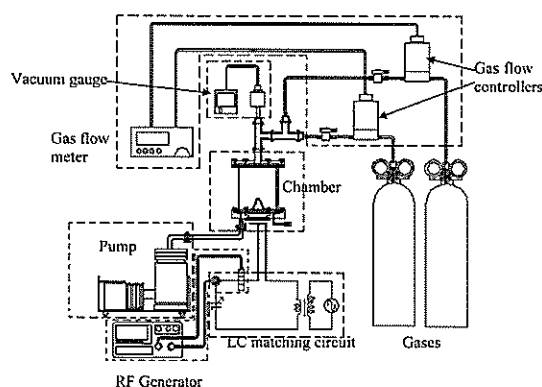 Gas flow
controllers
Vacuum gauge
Gas flow
meter
Chamber
Pump
LC matching circuit
Gases
RF Generator